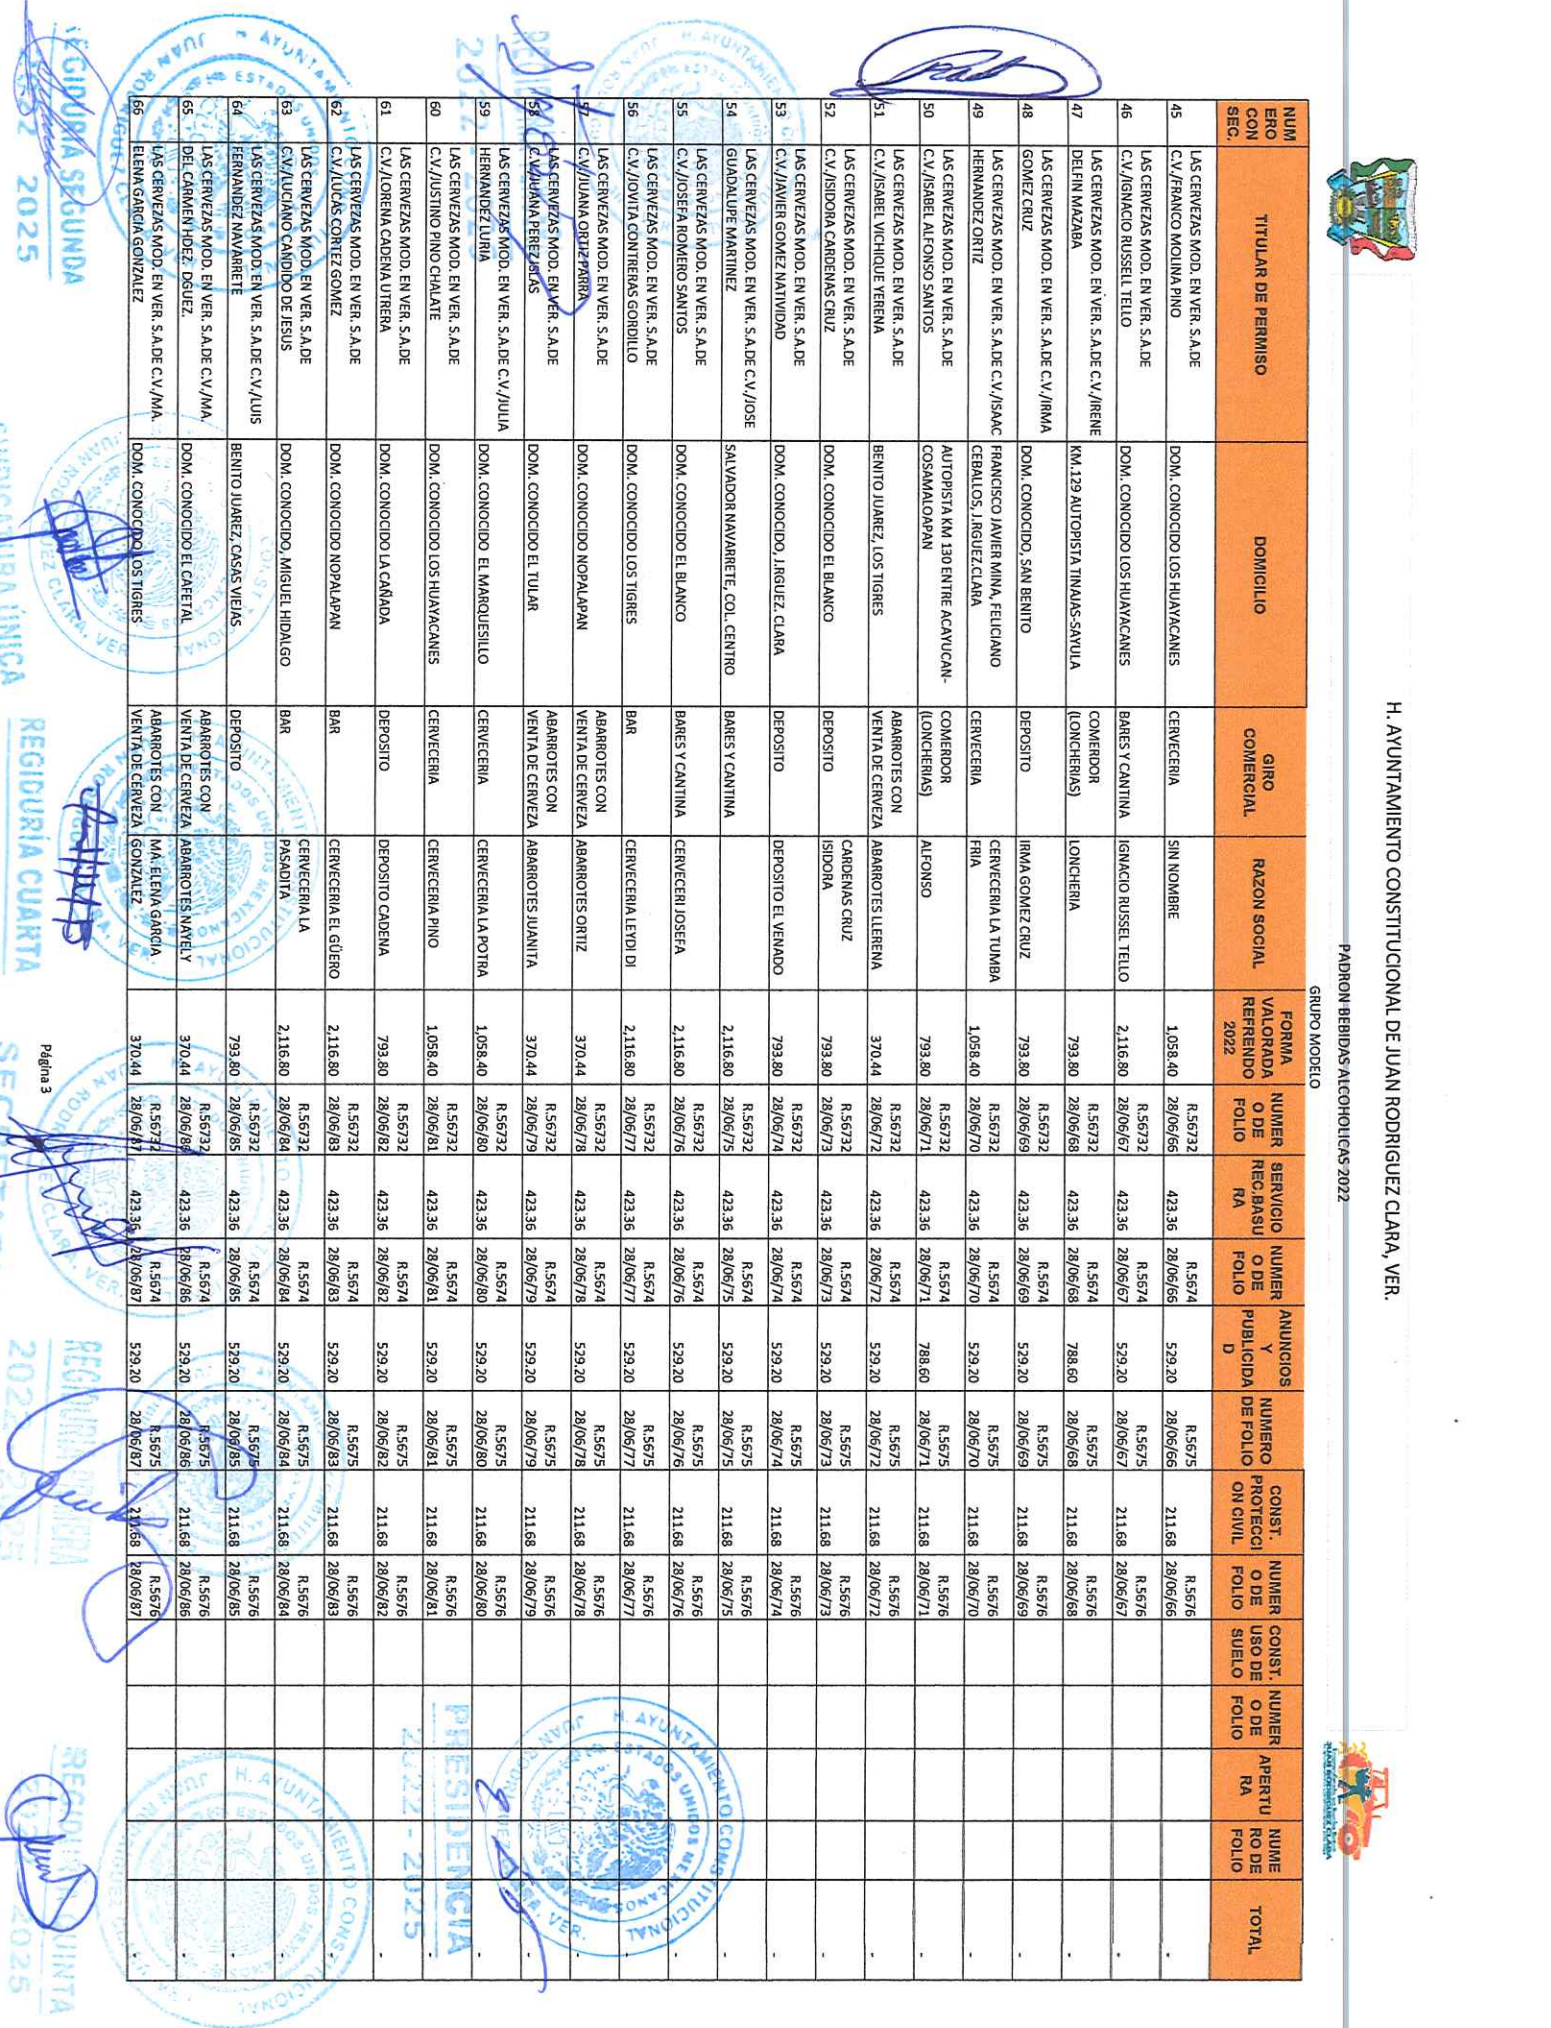 H. AYUNTAMIENTO CONSTITUCIONAL DE JUAN RODRIGUEZ CLARA, VER.
PADRON BEBIDAS ALCOHOLICAS 2022
GRUPO MODELO
NUMERO CONSEC. TITULAR DE PERMISO DOMICILIO GIRO COMERCIAL RAZON SOCIAL FORMA VALORADA REFRENDO 2022 NUMERO DE FOLIO SERVICIO REC.BASURA NUMERO DE FOLIO ANUNCIOS Y PUBLICIDAD NUMERO DE FOLIO CONST. PROTECCION CIVIL NUMERO DE FOLIO CONST. USO DE SUELO NUMERO DE FOLIO APERTURA NUMERO DE FOLIO TOTAL
45 LAS CERVEZAS MOD. EN VER. S.A.DE C.V./FRANCO MOLINA PINO DOM. CONOCIDO LOS HUAYACANES CERVECERIA SIN NOMBRE 1,058.40 R.56732 28/06/66 423.36 R.5674 28/06/66 529.20 R.5675 28/06/66 211.68 R.5676 28/06/66 -
46 LAS CERVEZAS MOD. EN VER. S.A.DE C.V./IGNACIO RUSSELL TELLO DOM. CONOCIDO LOS HUAYACANES BARES Y CANTINA IGNACIO RUSSEL TELLO 2,116.80 R.56732 28/06/67 423.36 R.5674 28/06/67 529.20 R.5675 28/06/67 211.68 R.5676 28/06/67 -
47 LAS CERVEZAS MOD. EN VER. S.A.DE C.V./IRENE DELFIN MAZABA KM.129 AUTOPISTA TINAJAS-SAYULA COMERIDOR (LONCHERIAS) LONCHERIA 793.80 R.56732 28/06/68 423.36 R.5674 28/06/68 788.60 R.5675 28/06/68 211.68 R.5676 28/06/68 -
48 LAS CERVEZAS MOD. EN VER. S.A.DE C.V./IRMA GOMEZ CRUZ DOM. CONOCIDO, SAN BENITO DEPOSITO IRMA GOMEZ CRUZ 793.80 R.56732 28/06/69 423.36 R.5674 28/06/69 529.20 R.5675 28/06/69 211.68 R.5676 28/06/69 -
49 LAS CERVEZAS MOD. EN VER. S.A.DE C.V./ISAAC HERNANDEZ ORTIZ FRANCISCO JAVIER MINA, FELICIANO CEBALLOS, J.RGUEZ.CLARA CERVECERIA CERVECERIA LA TUMBA FRIA 1,058.40 R.56732 28/06/70 423.36 R.5674 28/06/70 529.20 R.5675 28/06/70 211.68 R.5676 28/06/70 -
50 LAS CERVEZAS MOD. EN VER. S.A.DE C.V./ISABEL ALFONSO SANTOS AUTOPISTA KM 130 ENTRE ACAYUCAN-COSAMALOAPAN COMERIDOR (LONCHERIAS) ALFONSO 793.80 R.56732 28/06/71 423.36 R.5674 28/06/71 788.60 R.5675 28/06/71 211.68 R.5676 28/06/71 -
51 LAS CERVEZAS MOD. EN VER. S.A.DE C.V./ISABEL VICHIQUE YERENA BENITO JUAREZ, LOS TIGRES ABARROTES CON VENTA DE CERVEZA ABARROTES LLERENA 370.44 R.56732 28/06/72 423.36 R.5674 28/06/72 529.20 R.5675 28/06/72 211.68 R.5676 28/06/72 -
52 LAS CERVEZAS MOD. EN VER. S.A.DE C.V./ISIDORA CARDENAS CRUZ DOM. CONOCIDO EL BLANCO DEPOSITO CARDENAS CRUZ ISIDORA 793.80 R.56732 28/06/73 423.36 R.5674 28/06/73 529.20 R.5675 28/06/73 211.68 R.5676 28/06/73 -
53 LAS CERVEZAS MOD. EN VER. S.A.DE C.V./JAVIER GOMEZ NATIVIDAD DOM. CONOCIDO, J.RGUEZ. CLARA DEPOSITO DEPOSITO EL VENADO 793.80 R.56732 28/06/74 423.36 R.5674 28/06/74 529.20 R.5675 28/06/74 211.68 R.5676 28/06/74 -
54 LAS CERVEZAS MOD. EN VER. S.A.DE C.V./JOSE GUADALUPE MARTINEZ SALVADOR NAVARRETE, COL. CENTRO BARES Y CANTINA 2,116.80 R.56732 28/06/75 423.36 R.5674 28/06/75 529.20 R.5675 28/06/75 211.68 R.5676 28/06/75 -
55 LAS CERVEZAS MOD. EN VER. S.A.DE C.V./JOSEFA ROMERO SANTOS DOM. CONOCIDO EL BLANCO BARES Y CANTINA CERVECERI JOSEFA 2,116.80 R.56732 28/06/76 423.36 R.5674 28/06/76 529.20 R.5675 28/06/76 211.68 R.5676 28/06/76 -
56 LAS CERVEZAS MOD. EN VER. S.A.DE C.V./JOVITA CONTRERAS GORDILLO DOM. CONOCIDO LOS TIGRES BAR CERVECERIA LEYDI DI 2,116.80 R.56732 28/06/77 423.36 R.5674 28/06/77 529.20 R.5675 28/06/77 211.68 R.5676 28/06/77 -
57 LAS CERVEZAS MOD. EN VER. S.A.DE C.V./JUANA ORTIZ PARRA DOM. CONOCIDO NOPALAPAN ABARROTES CON VENTA DE CERVEZA ABARROTES ORTIZ 370.44 R.56732 28/06/78 423.36 R.5674 28/06/78 529.20 R.5675 28/06/78 211.68 R.5676 28/06/78 -
58 LAS CERVEZAS MOD. EN VER. S.A.DE C.V./JUANA PEREZ ISLAS DOM. CONOCIDO EL TULAR ABARROTES CON VENTA DE CERVEZA ABARROTES JUANITA 370.44 R.56732 28/06/79 423.36 R.5674 28/06/79 529.20 R.5675 28/06/79 211.68 R.5676 28/06/79 -
59 LAS CERVEZAS MOD. EN VER. S.A.DE C.V./JULIA HERNANDEZ LURIA DOM. CONOCIDO EL MARQUESILLO CERVECERIA CERVECERIA LA POTRA 1,058.40 R.56732 28/06/80 423.36 R.5674 28/06/80 529.20 R.5675 28/06/80 211.68 R.5676 28/06/80 -
60 LAS CERVEZAS MOD. EN VER. S.A.DE C.V./JUSTINO PINO CHALATE DOM. CONOCIDO LOS HUAYACANES CERVECERIA CERVECERIA PINO 1,058.40 R.56732 28/06/81 423.36 R.5674 28/06/81 529.20 R.5675 28/06/81 211.68 R.5676 28/06/81 -
61 LAS CERVEZAS MOD. EN VER. S.A.DE C.V./LORENA CADENA UTRERA DOM. CONOCIDO LA CAÑADA DEPOSITO DEPOSITO CADENA 793.80 R.56732 28/06/82 423.36 R.5674 28/06/82 529.20 R.5675 28/06/82 211.68 R.5676 28/06/82 -
62 LAS CERVEZAS MOD. EN VER. S.A.DE C.V./LUCAS CORTEZ GOMEZ DOM. CONOCIDO NOPALAPAN BAR CERVECERIA EL GÜERO 2,116.80 R.56732 28/06/83 423.36 R.5674 28/06/83 529.20 R.5675 28/06/83 211.68 R.5676 28/06/83 -
63 LAS CERVEZAS MOD. EN VER. S.A.DE C.V./LUCIANO CANDIDO DE JESUS DOM. CONOCIDO, MIGUEL HIDALGO BAR CERVECERIA LA PASADITA 2,116.80 R.56732 28/06/84 423.36 R.5674 28/06/84 529.20 R.5675 28/06/84 211.68 R.5676 28/06/84 -
64 LAS CERVEZAS MOD. EN VER. S.A.DE C.V./LUIS FERNANDEZ NAVARRETE BENITO JUAREZ, CASAS VIEJAS DEPOSITO 793.80 R.56732 28/06/85 423.36 R.5674 28/06/85 529.20 R.5675 28/06/85 211.68 R.5676 28/06/85 -
65 LAS CERVEZAS MOD. EN VER. S.A.DE C.V./MA. DEL CARMEN HDEZ. DGUEZ. DOM. CONOCIDO EL CAFETAL ABARROTES CON VENTA DE CERVEZA ABARROTES NAYELY 370.44 R.56732 28/06/86 423.36 R.5674 28/06/86 529.20 R.5675 28/06/86 211.68 R.5676 28/06/86 -
66 LAS CERVEZAS MOD. EN VER. S.A.DE C.V./MA. ELENA GARCIA GONZALEZ DOM. CONOCIDO LOS TIGRES ABARROTES CON VENTA DE CERVEZA MA. ELENA GARCIA GONZALEZ 370.44 R.56732 28/06/87 423.36 R.5674 28/06/87 529.20 R.5675 28/06/87 211.68 R.5676 28/06/87 -
PRESIDENCIA
2022 - 2025
REGIDURÍA SEGUNDA
2025
SINDICATURA ÚNICA
REGIDURÍA CUARTA
REGIDURÍA PRIMERA
REGIDURÍA QUINTA
2025
Página 3